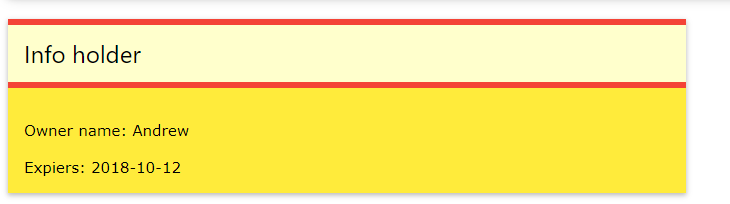 Info holder
Owner name: Andrew
Expiers: 2018-10-12